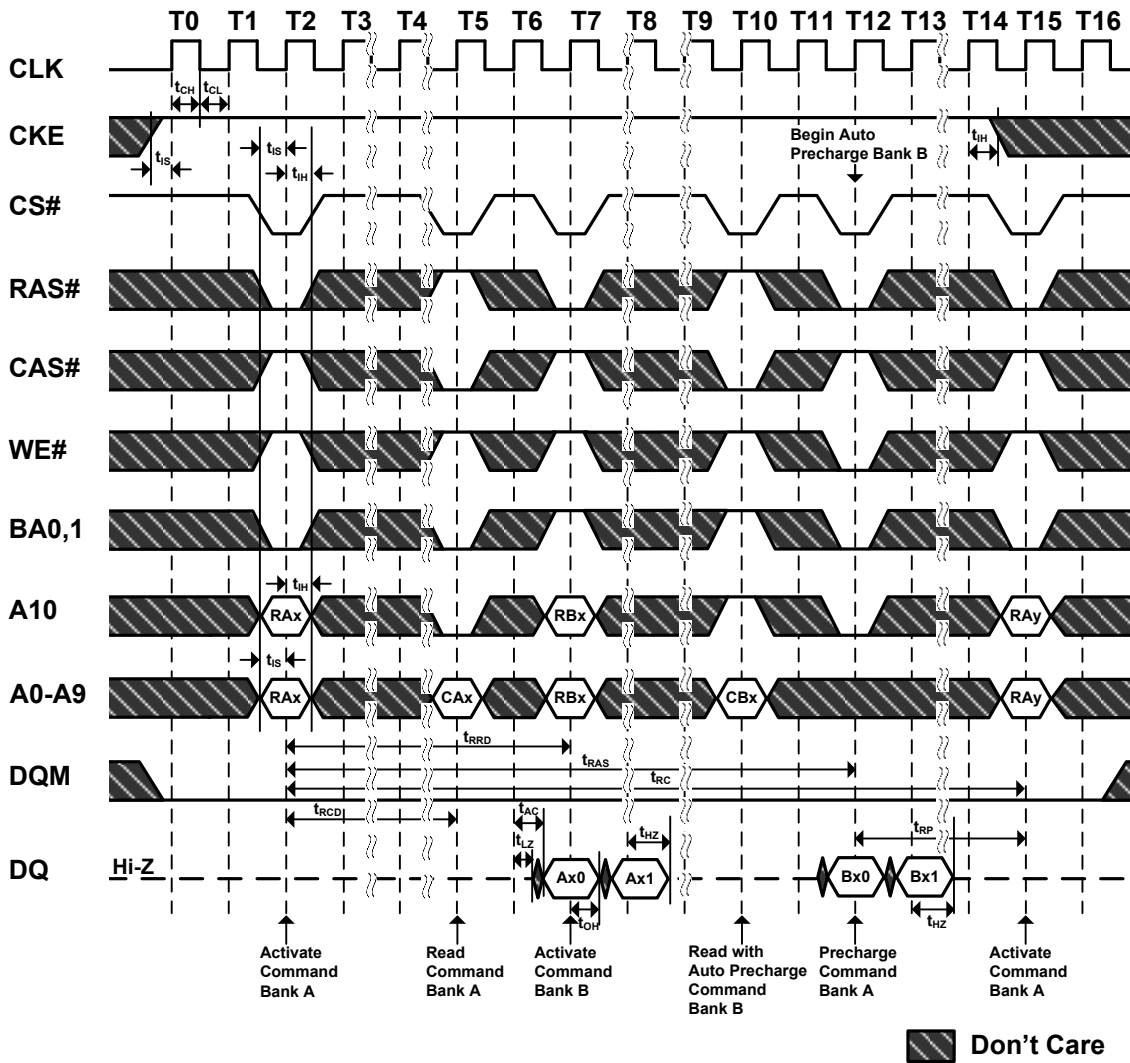 T0 T1 T2 T3 T4 T5 T6 T7 T8 T9 T10 T11 T12 T13 T14 T15 T16
CLK
tCH tCL
CKE
tIS
tIS
tIH
Begin Auto
Precharge Bank B
tIH
CS#
RAS#
CAS#
WE#
BA0,1
tIH
A10
RAx RBx RAy
tIS
A0-A9
RAx CAx RBx CBx RAy
tRRD
tRAS
tRC
DQM
tRCD
tAC
tLZ
tHZ
tRP
DQ
Hi-Z
Ax0 Ax1 Bx0 Bx1
tOH
tHZ
Activate
Command
Bank A
Read
Command
Bank A
Activate
Command
Bank B
Read with
Auto Precharge
Command
Bank B
Precharge
Command
Bank A
Activate
Command
Bank A
Don't Care